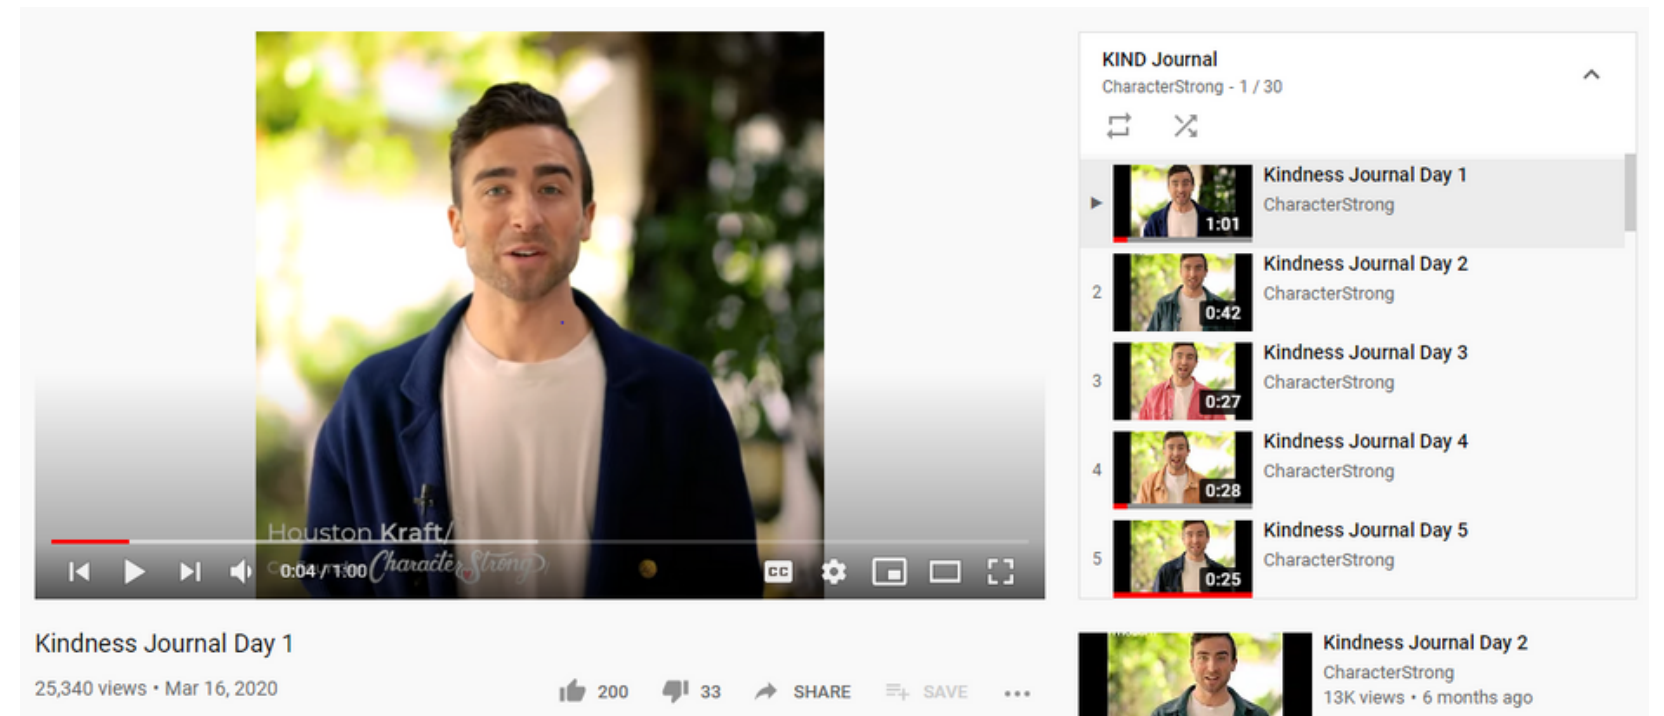 Houston Kraft/
CharacterStrong
0:04 / 1:00
CC
Kindness Journal Day 1
25,340 views • Mar 16, 2020
200
33
SHARE
SAVE
KIND Journal
CharacterStrong - 1 / 30
Kindness Journal Day 1
CharacterStrong
1:01
2
Kindness Journal Day 2
CharacterStrong
0:42
3
Kindness Journal Day 3
CharacterStrong
0:27
4
Kindness Journal Day 4
CharacterStrong
0:28
5
Kindness Journal Day 5
CharacterStrong
0:25
Kindness Journal Day 2
CharacterStrong
13K views • 6 months ago